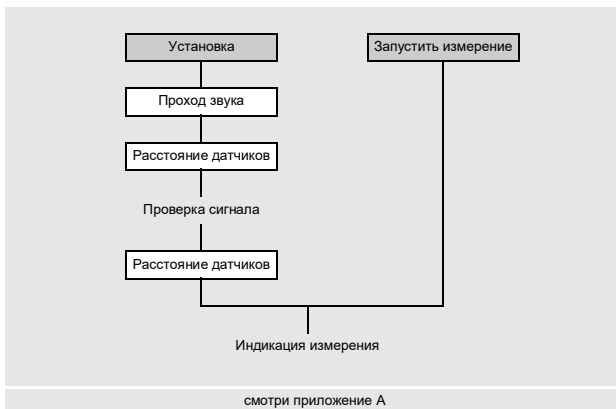 Установка
Запустить измерение
Проход звука
Расстояние датчиков
Проверка сигнала
Расстояние датчиков
Индикация измерения
смотри приложение А